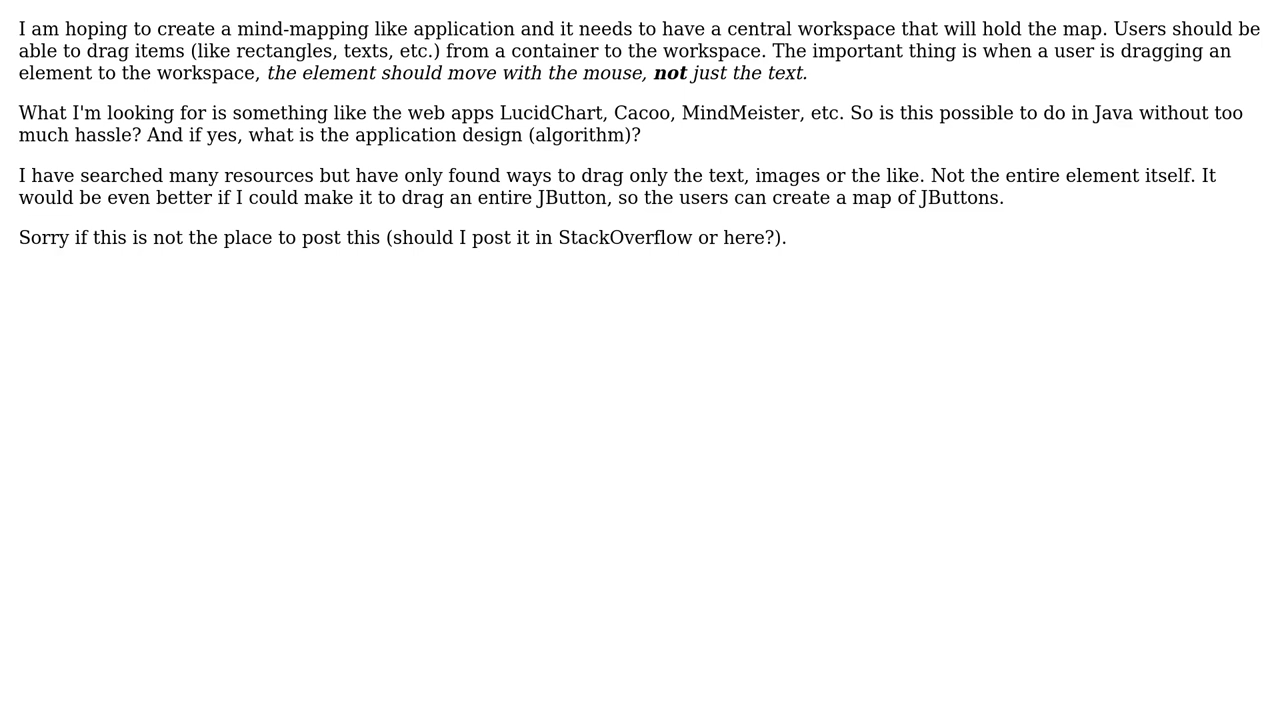 I am hoping to create a mind-mapping like application and it needs to have a central workspace that will hold the map. Users should be
able to drag items (like rectangles, texts, etc.) from a container to the workspace. The important thing is when a user is dragging an
element to the workspace, the element should move with the mouse, not just the text.
What I'm looking for is something like the web apps LucidChart, Cacoo, MindMeister, etc. So is this possible to do in Java without too
much hassle? And if yes, what is the application design (algorithm)?
I have searched many resources but have only found ways to drag only the text, images or the like. Not the entire element itself. It
would be even better if I could make it to drag an entire JButton, so the users can create a map of JButtons.
Sorry if this is not the place to post this (should I post it in StackOverflow or here?).